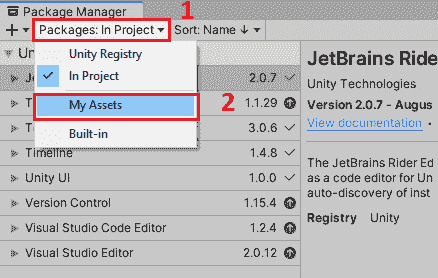 Package Manager
1
+ ▾ Packages: In Project ▾ Sort: Name ↓ ▾
Unity Registry
In Project
My Assets
2
Built-in
2.0.7
1.1.29
3.0.6
Timeline 1.4.8
Unity UI 1.0.0
Version Control 1.15.4
Visual Studio Code Editor 1.2.4
Visual Studio Editor 2.0.12
JetBrains Rider
Unity Technologies
Version 2.0.7 - Augus
View documentation
The JetBrains Rider Ed
as a code editor for Un
auto-discovery of inst
Registry Unity